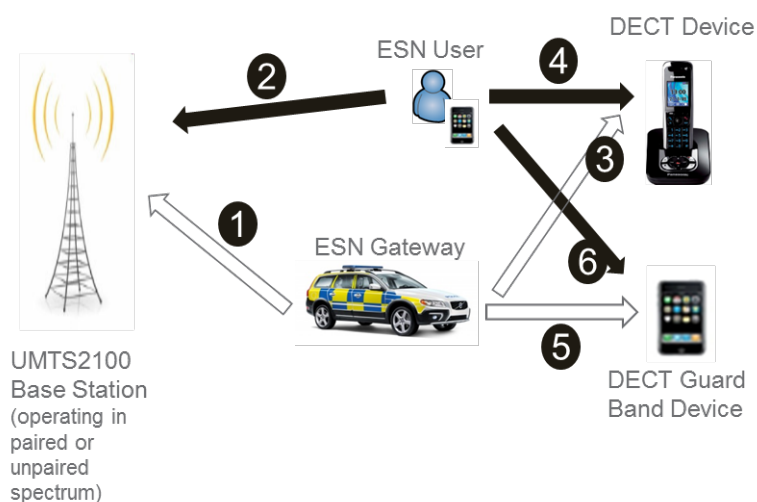 DECT Device
ESN User
2
4
3
1
ESN Gateway
6
5
UMTS2100
Base Station
(operating in
paired or
unpaired
spectrum)
DECT Guard
Band Device